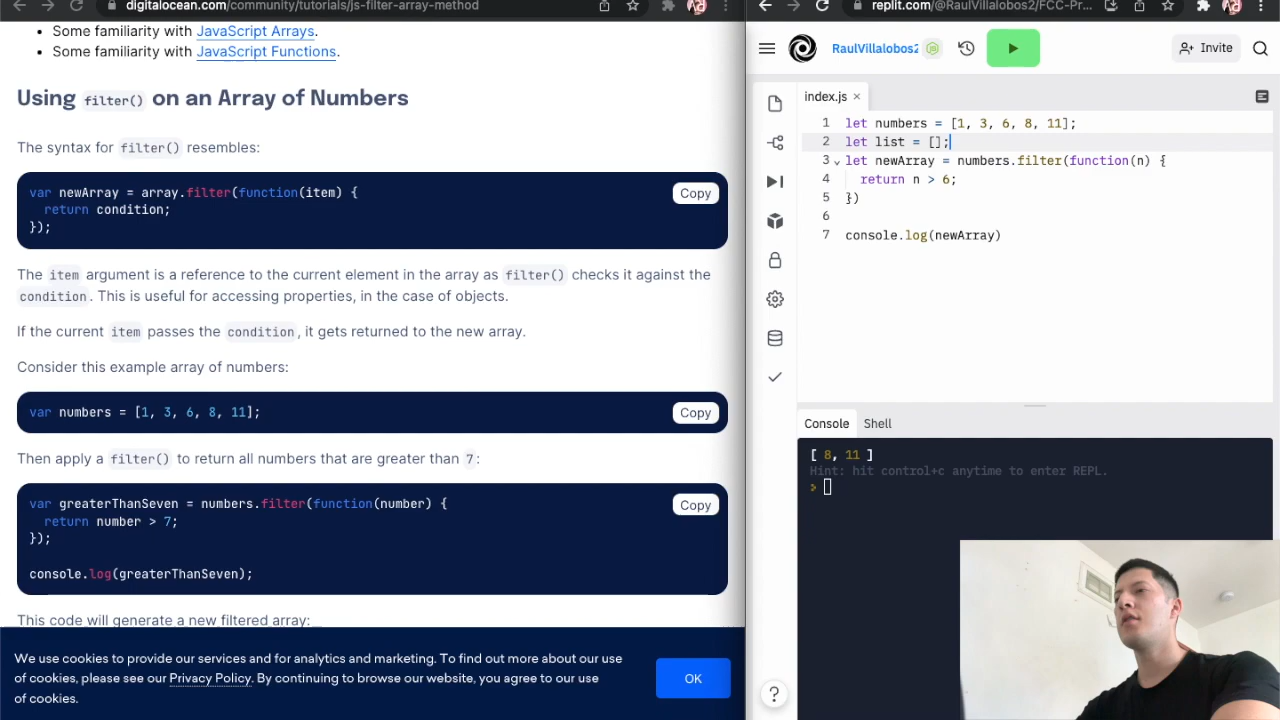 digitalocean.com/community/tutorials/js-filter-array-method
Some familiarity with JavaScript Arrays.
Some familiarity with JavaScript Functions.
Using filter() on an Array of Numbers
The syntax for filter() resembles:
var newArray = array.filter(function(item) {
return condition;
});
Copy
The item argument is a reference to the current element in the array as filter() checks it against the
condition. This is useful for accessing properties, in the case of objects.
If the current item passes the condition, it gets returned to the new array.
Consider this example array of numbers:
var numbers = [1, 3, 6, 8, 11];
Copy
Then apply a filter() to return all numbers that are greater than 7:
var greaterThanSeven = numbers.filter(function(number) {
return number > 7;
});
console.log(greaterThanSeven);
Copy
This code will generate a new filtered array:
We use cookies to provide our services and for analytics and marketing. To find out more about our use
of cookies, please see our Privacy Policy. By continuing to browse our website, you agree to our use
of cookies.
OK
replit.com/@RaulVillalobos2/FCC-Pr...
RaulVillalobos2
Invite
index.js
1 let numbers = [1, 3, 6, 8, 11];
2 let list = [];
3 let newArray = numbers.filter(function(n) {
4 return n > 6;
5 })
6
7 console.log(newArray)
Console Shell
[ 8, 11 ]
Hint: hit control+c anytime to enter REPL.
>
?